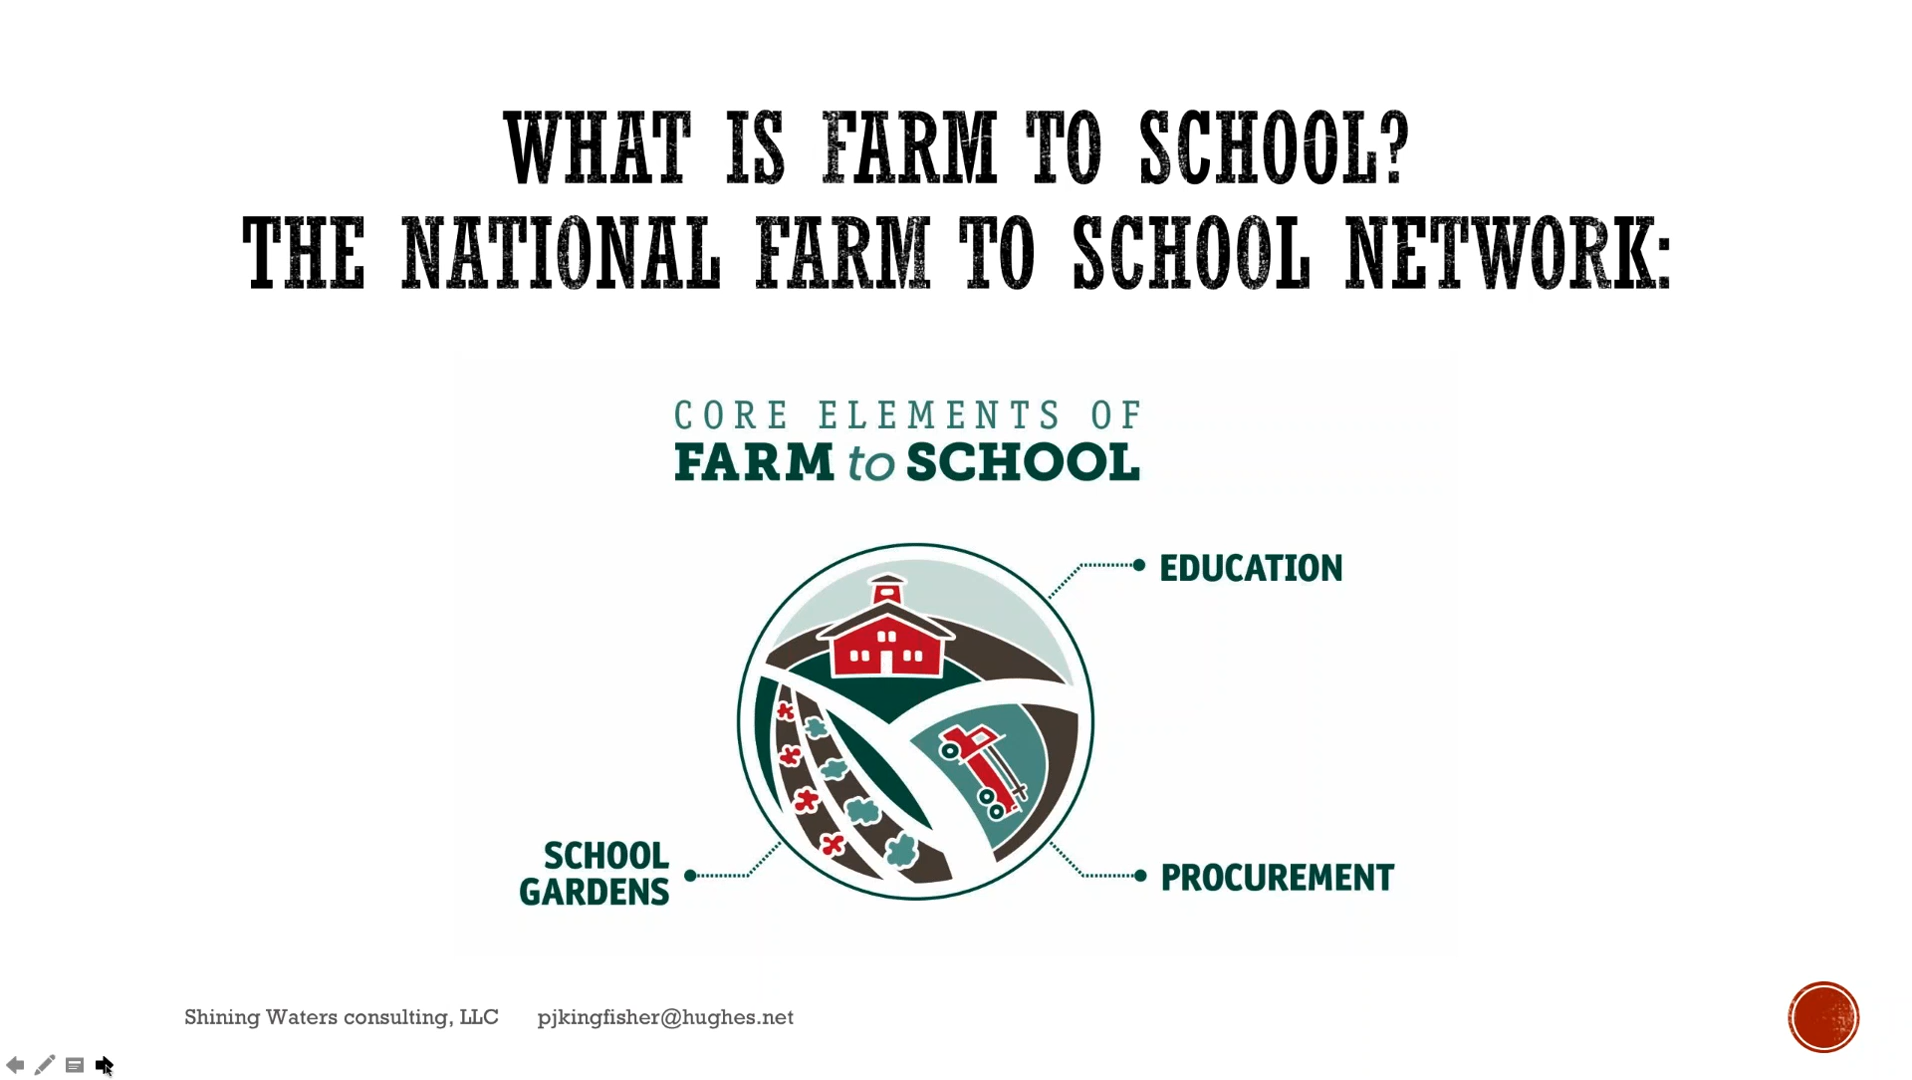 WHAT IS FARM TO SCHOOL?
THE NATIONAL FARM TO SCHOOL NETWORK:
CORE ELEMENTS OF
FARM to SCHOOL
EDUCATION
SCHOOL
GARDENS
PROCUREMENT
Shining Waters consulting, LLC pjkingfisher@hughes.net